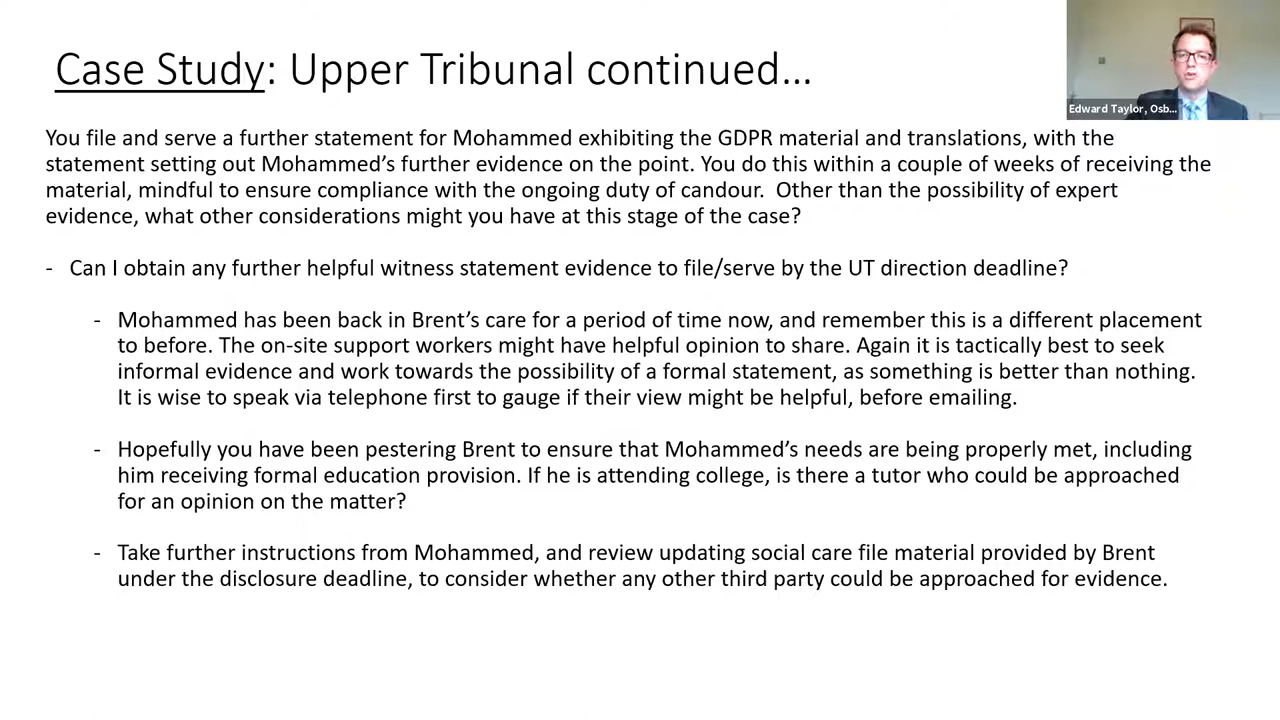 Case Study: Upper Tribunal continued...
Edward Taylor, Osb...
You file and serve a further statement for Mohammed exhibiting the GDPR material and translations, with the
statement setting out Mohammed's further evidence on the point. You do this within a couple of weeks of receiving the
material, mindful to ensure compliance with the ongoing duty of candour.  Other than the possibility of expert
evidence, what other considerations might you have at this stage of the case?
- Can I obtain any further helpful witness statement evidence to file/serve by the UT direction deadline?
- Mohammed has been back in Brent's care for a period of time now, and remember this is a different placement
to before. The on-site support workers might have helpful opinion to share. Again it is tactically best to seek
informal evidence and work towards the possibility of a formal statement, as something is better than nothing.
It is wise to speak via telephone first to gauge if their view might be helpful, before emailing.
- Hopefully you have been pestering Brent to ensure that Mohammed's needs are being properly met, including
him receiving formal education provision. If he is attending college, is there a tutor who could be approached
for an opinion on the matter?
- Take further instructions from Mohammed, and review updating social care file material provided by Brent
under the disclosure deadline, to consider whether any other third party could be approached for evidence.